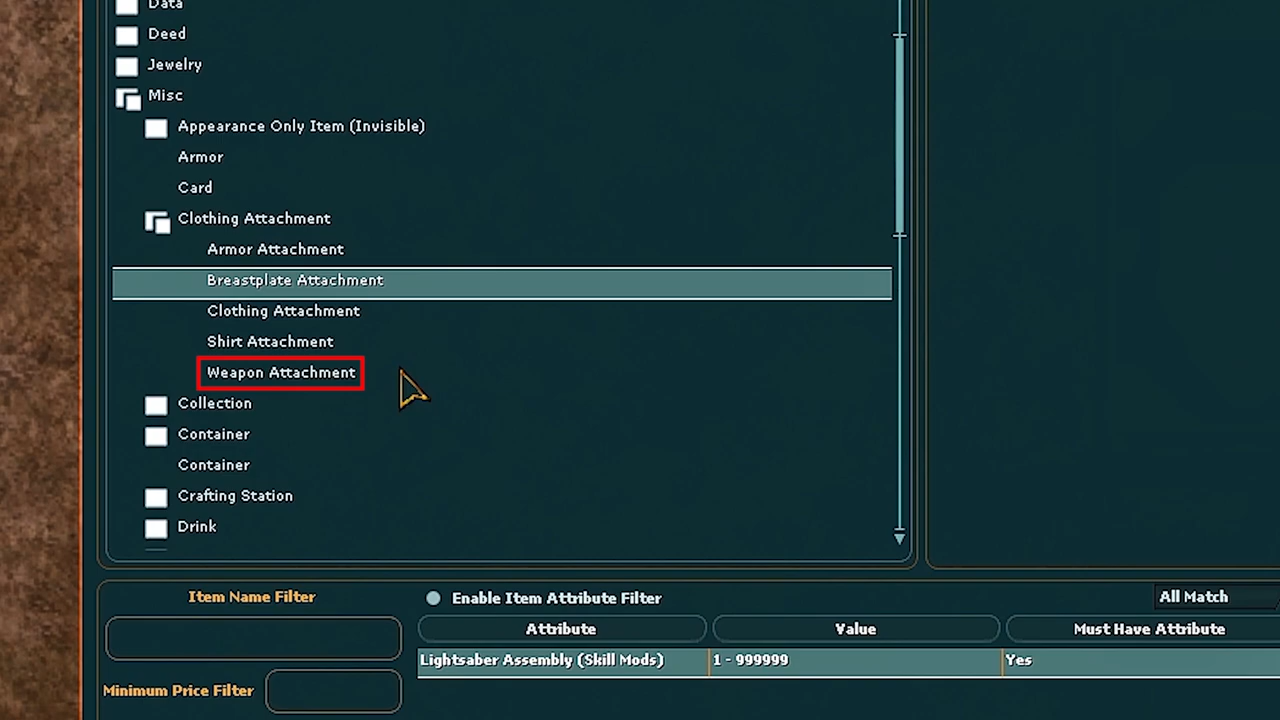 Data
Deed
Jewelry
Misc
Appearance Only Item (Invisible)
Armor
Card
Clothing Attachment
Armor Attachment
Breastplate Attachment
Clothing Attachment
Shirt Attachment
Weapon Attachment
Collection
Container
Container
Crafting Station
Drink
Item Name Filter
Enable Item Attribute Filter
All Match
Attribute
Value
Must Have Attribute
Lightsaber Assembly (Skill Mods)
1 - 999999
Yes
Minimum Price Filter